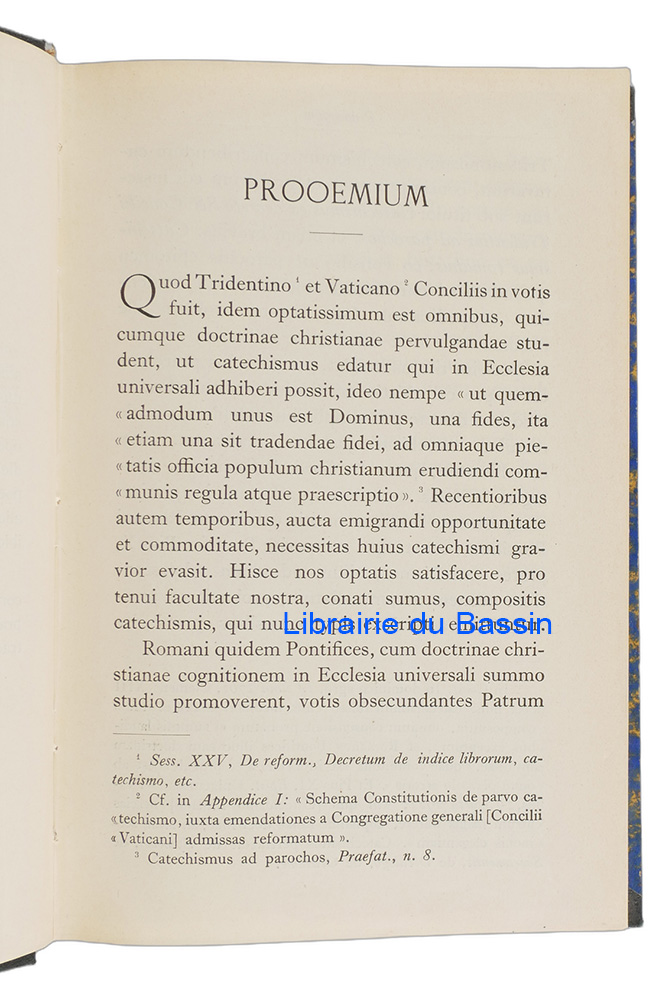 PROOEMIUM
Quod Tridentino ¹ et Vaticano ² Conciliis in votis
fuit, idem optatissimum est omnibus, qui-
cumque doctrinae christianae pervulgandae stu-
dent, ut catechismus edatur qui in Ecclesia
universali adhiberi possit, ideo nempe « ut quem-
« admodum unus est Dominus, una fides, ita
« etiam una sit tradendae fidei, ad omniaque pie-
« tatis officia populum christianum erudiendi com-
« munis regula atque praescriptio ». ³ Recentioribus
autem temporibus, aucta emigrandi opportunitate
et commoditate, necessitas huius catechismi gra-
vior evasit. Hisce nos optatis satisfacere, pro
tenui facultate nostra, conati sumus, compositis
catechismis, qui nunc typis exscripti emittuntur.
Librairie du Bassin
Romani quidem Pontifices, cum doctrinae chri-
stianae cognitionem in Ecclesia universali summo
studio promoverent, votis obsecundantes Patrum
¹ Sess. XXV, De reform., Decretum de indice librorum, ca-
techismo, etc.
² Cf. in Appendice I: « Schema Constitutionis de parvo ca-
«techismo, iuxta emendationes a Congregatione generali [Concilii
« Vaticani] admissas reformatum ».
³ Catechismus ad parochos, Praefat., n. 8.